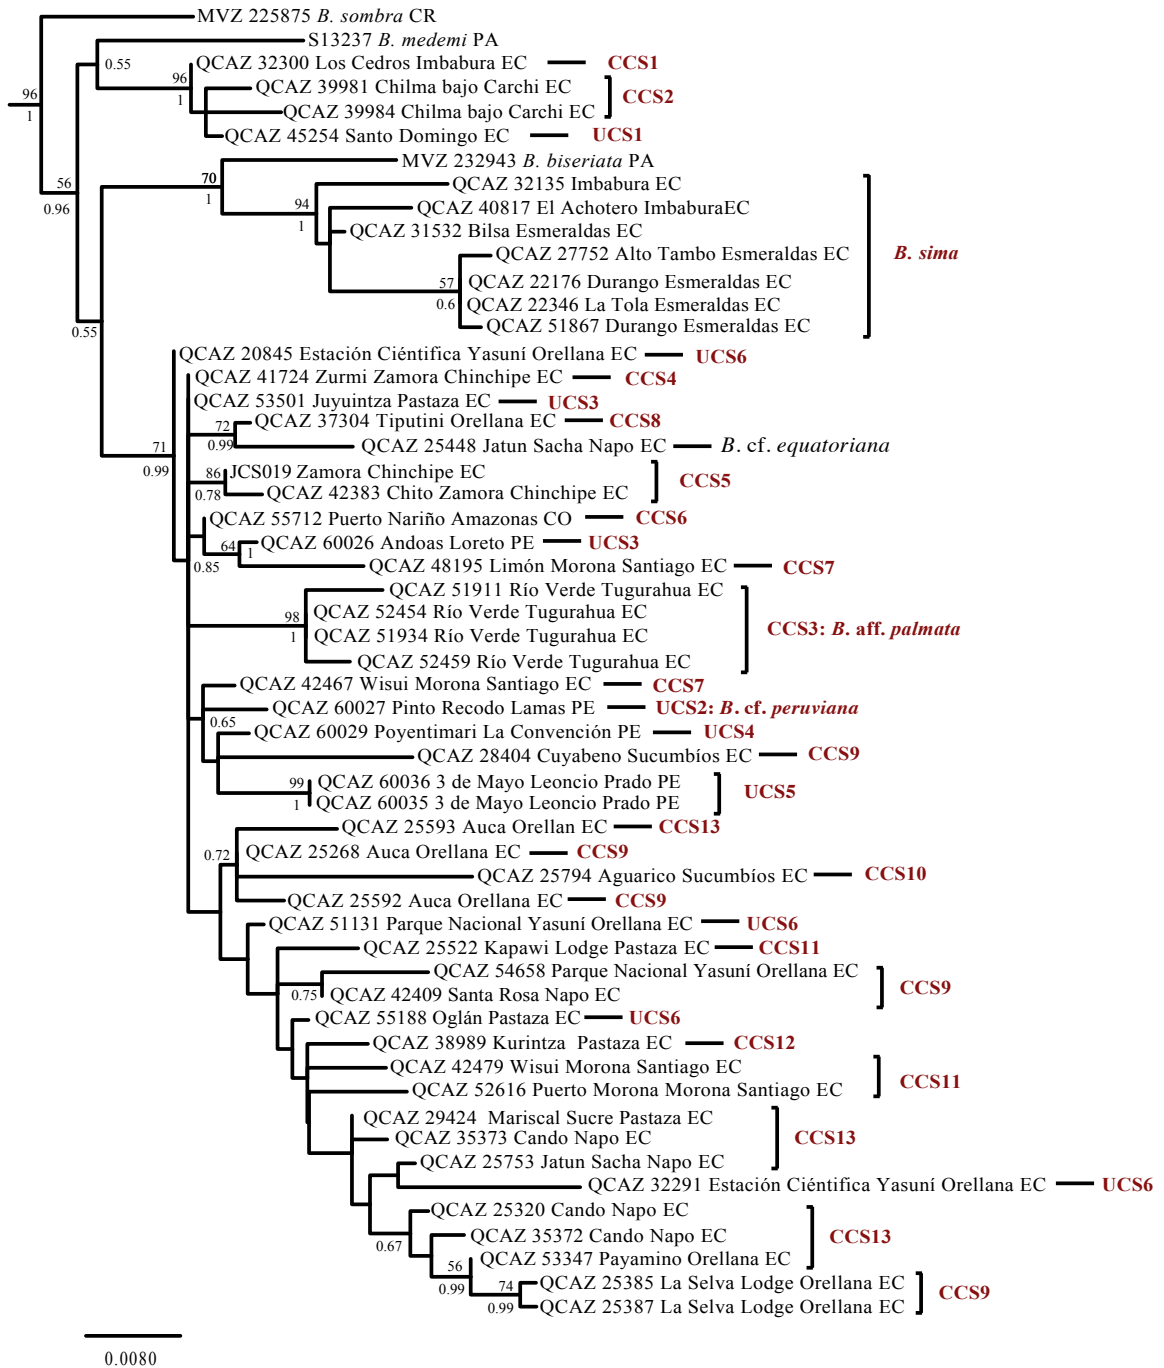 MVZ 225875 B. sombra CR
S13237 B. medemi PA
0.55
QCAZ 32300 Los Cedros Imbabura EC CCS1
96
1
QCAZ 39981 Chilma bajo Carchi EC
CCS2
QCAZ 39984 Chilma bajo Carchi EC
96
1
QCAZ 45254 Santo Domingo EC UCS1
MVZ 232943 B. biseriata PA
56
0.96
70
1
QCAZ 32135 Imbabura EC
94
1
QCAZ 40817 El Achotero ImbaburaEC
QCAZ 31532 Bilsa Esmeraldas EC
B. sima
QCAZ 27752 Alto Tambo Esmeraldas EC
57
0.6
QCAZ 22176 Durango Esmeraldas EC
QCAZ 22346 La Tola Esmeraldas EC
QCAZ 51867 Durango Esmeraldas EC
0.55
QCAZ 20845 Estación Ciéntifica Yasuní Orellana EC UCS6
QCAZ 41724 Zurmi Zamora Chinchipe EC CCS4
QCAZ 53501 Juyuintza Pastaza EC UCS3
72
0.99
QCAZ 37304 Tiputini Orellana EC CCS8
QCAZ 25448 Jatun Sacha Napo EC B. cf. equatoriana
71
0.99
86
0.78
JCS019 Zamora Chinchipe EC
CCS5
QCAZ 42383 Chito Zamora Chinchipe EC
QCAZ 55712 Puerto Nariño Amazonas CO CCS6
64
1
QCAZ 60026 Andoas Loreto PE UCS3
0.85
QCAZ 48195 Limón Morona Santiago EC CCS7
QCAZ 51911 Río Verde Tugurahua EC
98
1
QCAZ 52454 Río Verde Tugurahua EC
CCS3: B. aff. palmata
QCAZ 51934 Río Verde Tugurahua EC
QCAZ 52459 Río Verde Tugurahua EC
QCAZ 42467 Wisui Morona Santiago EC CCS7
QCAZ 60027 Pinto Recodo Lamas PE UCS2: B. cf. peruviana
0.65
QCAZ 60029 Poyentimari La Convención PE UCS4
QCAZ 28404 Cuyabeno Sucumbíos EC CCS9
99
1
QCAZ 60036 3 de Mayo Leoncio Prado PE
UCS5
QCAZ 60035 3 de Mayo Leoncio Prado PE
QCAZ 25593 Auca Orellan EC CCS13
0.72
QCAZ 25268 Auca Orellana EC CCS9
QCAZ 25794 Aguarico Sucumbíos EC CCS10
QCAZ 25592 Auca Orellana EC CCS9
QCAZ 51131 Parque Nacional Yasuní Orellana EC UCS6
QCAZ 25522 Kapawi Lodge Pastaza EC CCS11
QCAZ 54658 Parque Nacional Yasuní Orellana EC
CCS9
0.75
QCAZ 42409 Santa Rosa Napo EC
QCAZ 55188 Oglán Pastaza EC UCS6
QCAZ 38989 Kurintza Pastaza EC CCS12
QCAZ 42479 Wisui Morona Santiago EC
CCS11
QCAZ 52616 Puerto Morona Morona Santiago EC
QCAZ 29424 Mariscal Sucre Pastaza EC
QCAZ 35373 Cando Napo EC
CCS13
QCAZ 25753 Jatun Sacha Napo EC
QCAZ 32291 Estación Ciéntifica Yasuní Orellana EC UCS6
QCAZ 25320 Cando Napo EC
0.67
QCAZ 35372 Cando Napo EC
CCS13
QCAZ 53347 Payamino Orellana EC
56
0.99
74
0.99
QCAZ 25385 La Selva Lodge Orellana EC
CCS9
QCAZ 25387 La Selva Lodge Orellana EC
0.0080